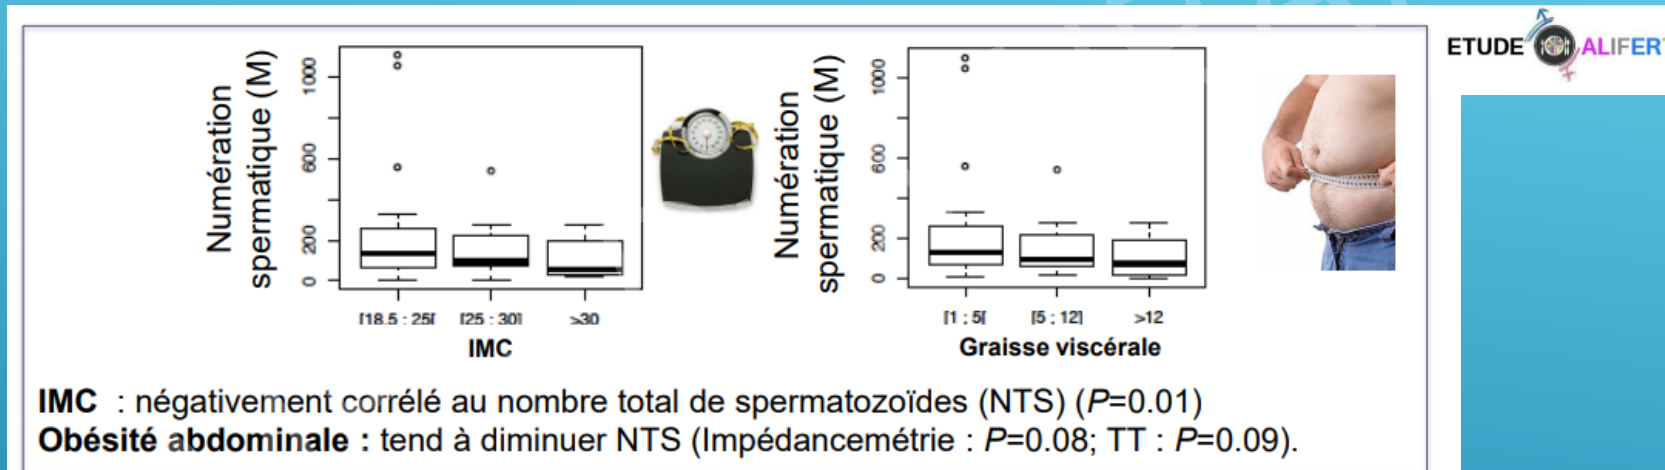 ETUDE ALIFERT
Numération
spermatique (M)
1000
600
200
0
[18.5 : 25[
[25 : 30]
>30
IMC
Numération
spermatique (M)
1000
600
200
0
[1 ; 5[
[5 ; 12]
>12
Graisse viscérale
IMC : négativement corrélé au nombre total de spermatozoïdes (NTS) (P=0.01)
Obésité abdominale : tend à diminuer NTS (Impédancemétrie : P=0.08; TT : P=0.09).